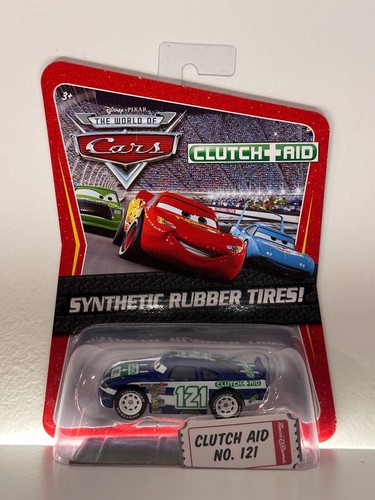 3+
Disney·PIXAR
THE WORLD OF
Cars
CLUTCH+AID
SYNTHETIC RUBBER TIRES!
CLUTCH+AID
121
CLUTCH AID
NO. 121